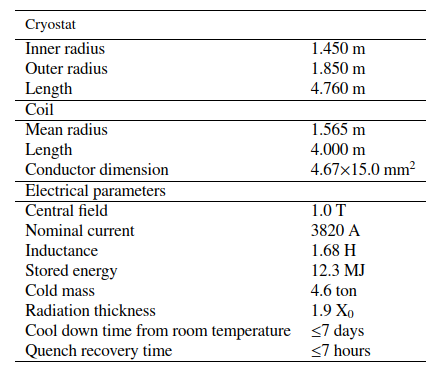 Cryostat
Inner radius 1.450 m
Outer radius 1.850 m
Length 4.760 m
Coil
Mean radius 1.565 m
Length 4.000 m
Conductor dimension 4.67×15.0 mm²
Electrical parameters
Central field 1.0 T
Nominal current 3820 A
Inductance 1.68 H
Stored energy 12.3 MJ
Cold mass 4.6 ton
Radiation thickness 1.9 X₀
Cool down time from room temperature ≤7 days
Quench recovery time ≤7 hours